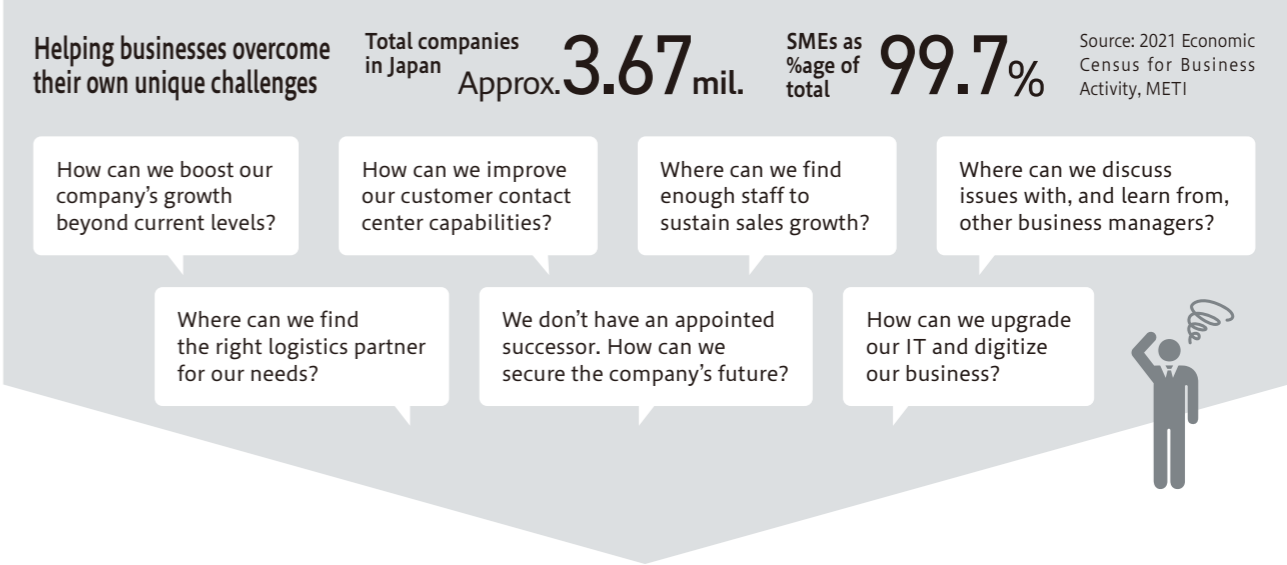 Helping businesses overcome
their own unique challenges
Total companies
in Japan
Approx.3.67mil.
SMEs as
%age of
total
99.7%
Source: 2021 Economic
Census for Business
Activity, METI
How can we boost our
company’s growth
beyond current levels?
How can we improve
our customer contact
center capabilities?
Where can we find
enough staff to
sustain sales growth?
Where can we discuss
issues with, and learn from,
other business managers?
Where can we find
the right logistics partner
for our needs?
We don’t have an appointed
successor. How can we
secure the company’s future?
How can we upgrade
our IT and digitize
our business?